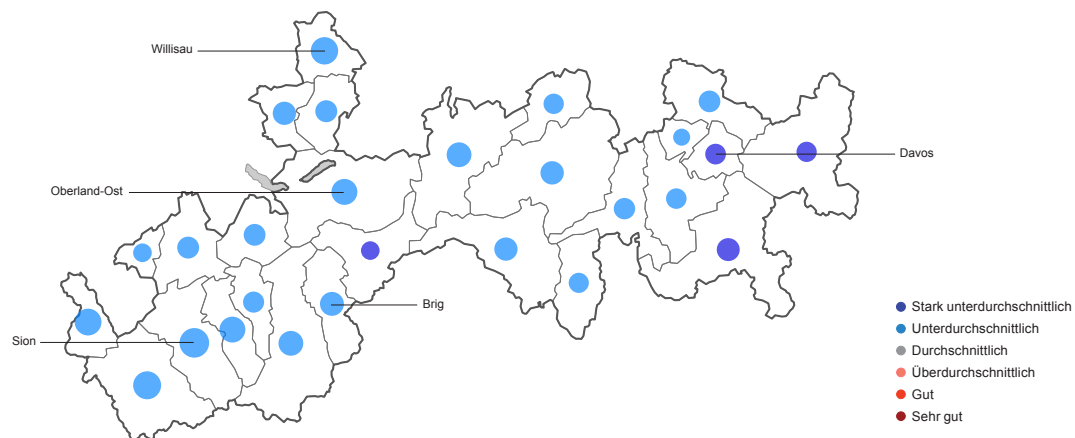 Willisau
Davos
Oberland-Ost
Brig
Sion
Stark unterdurchschnittlich
Unterdurchschnittlich
Durchschnittlich
Überdurchschnittlich
Gut
Sehr gut